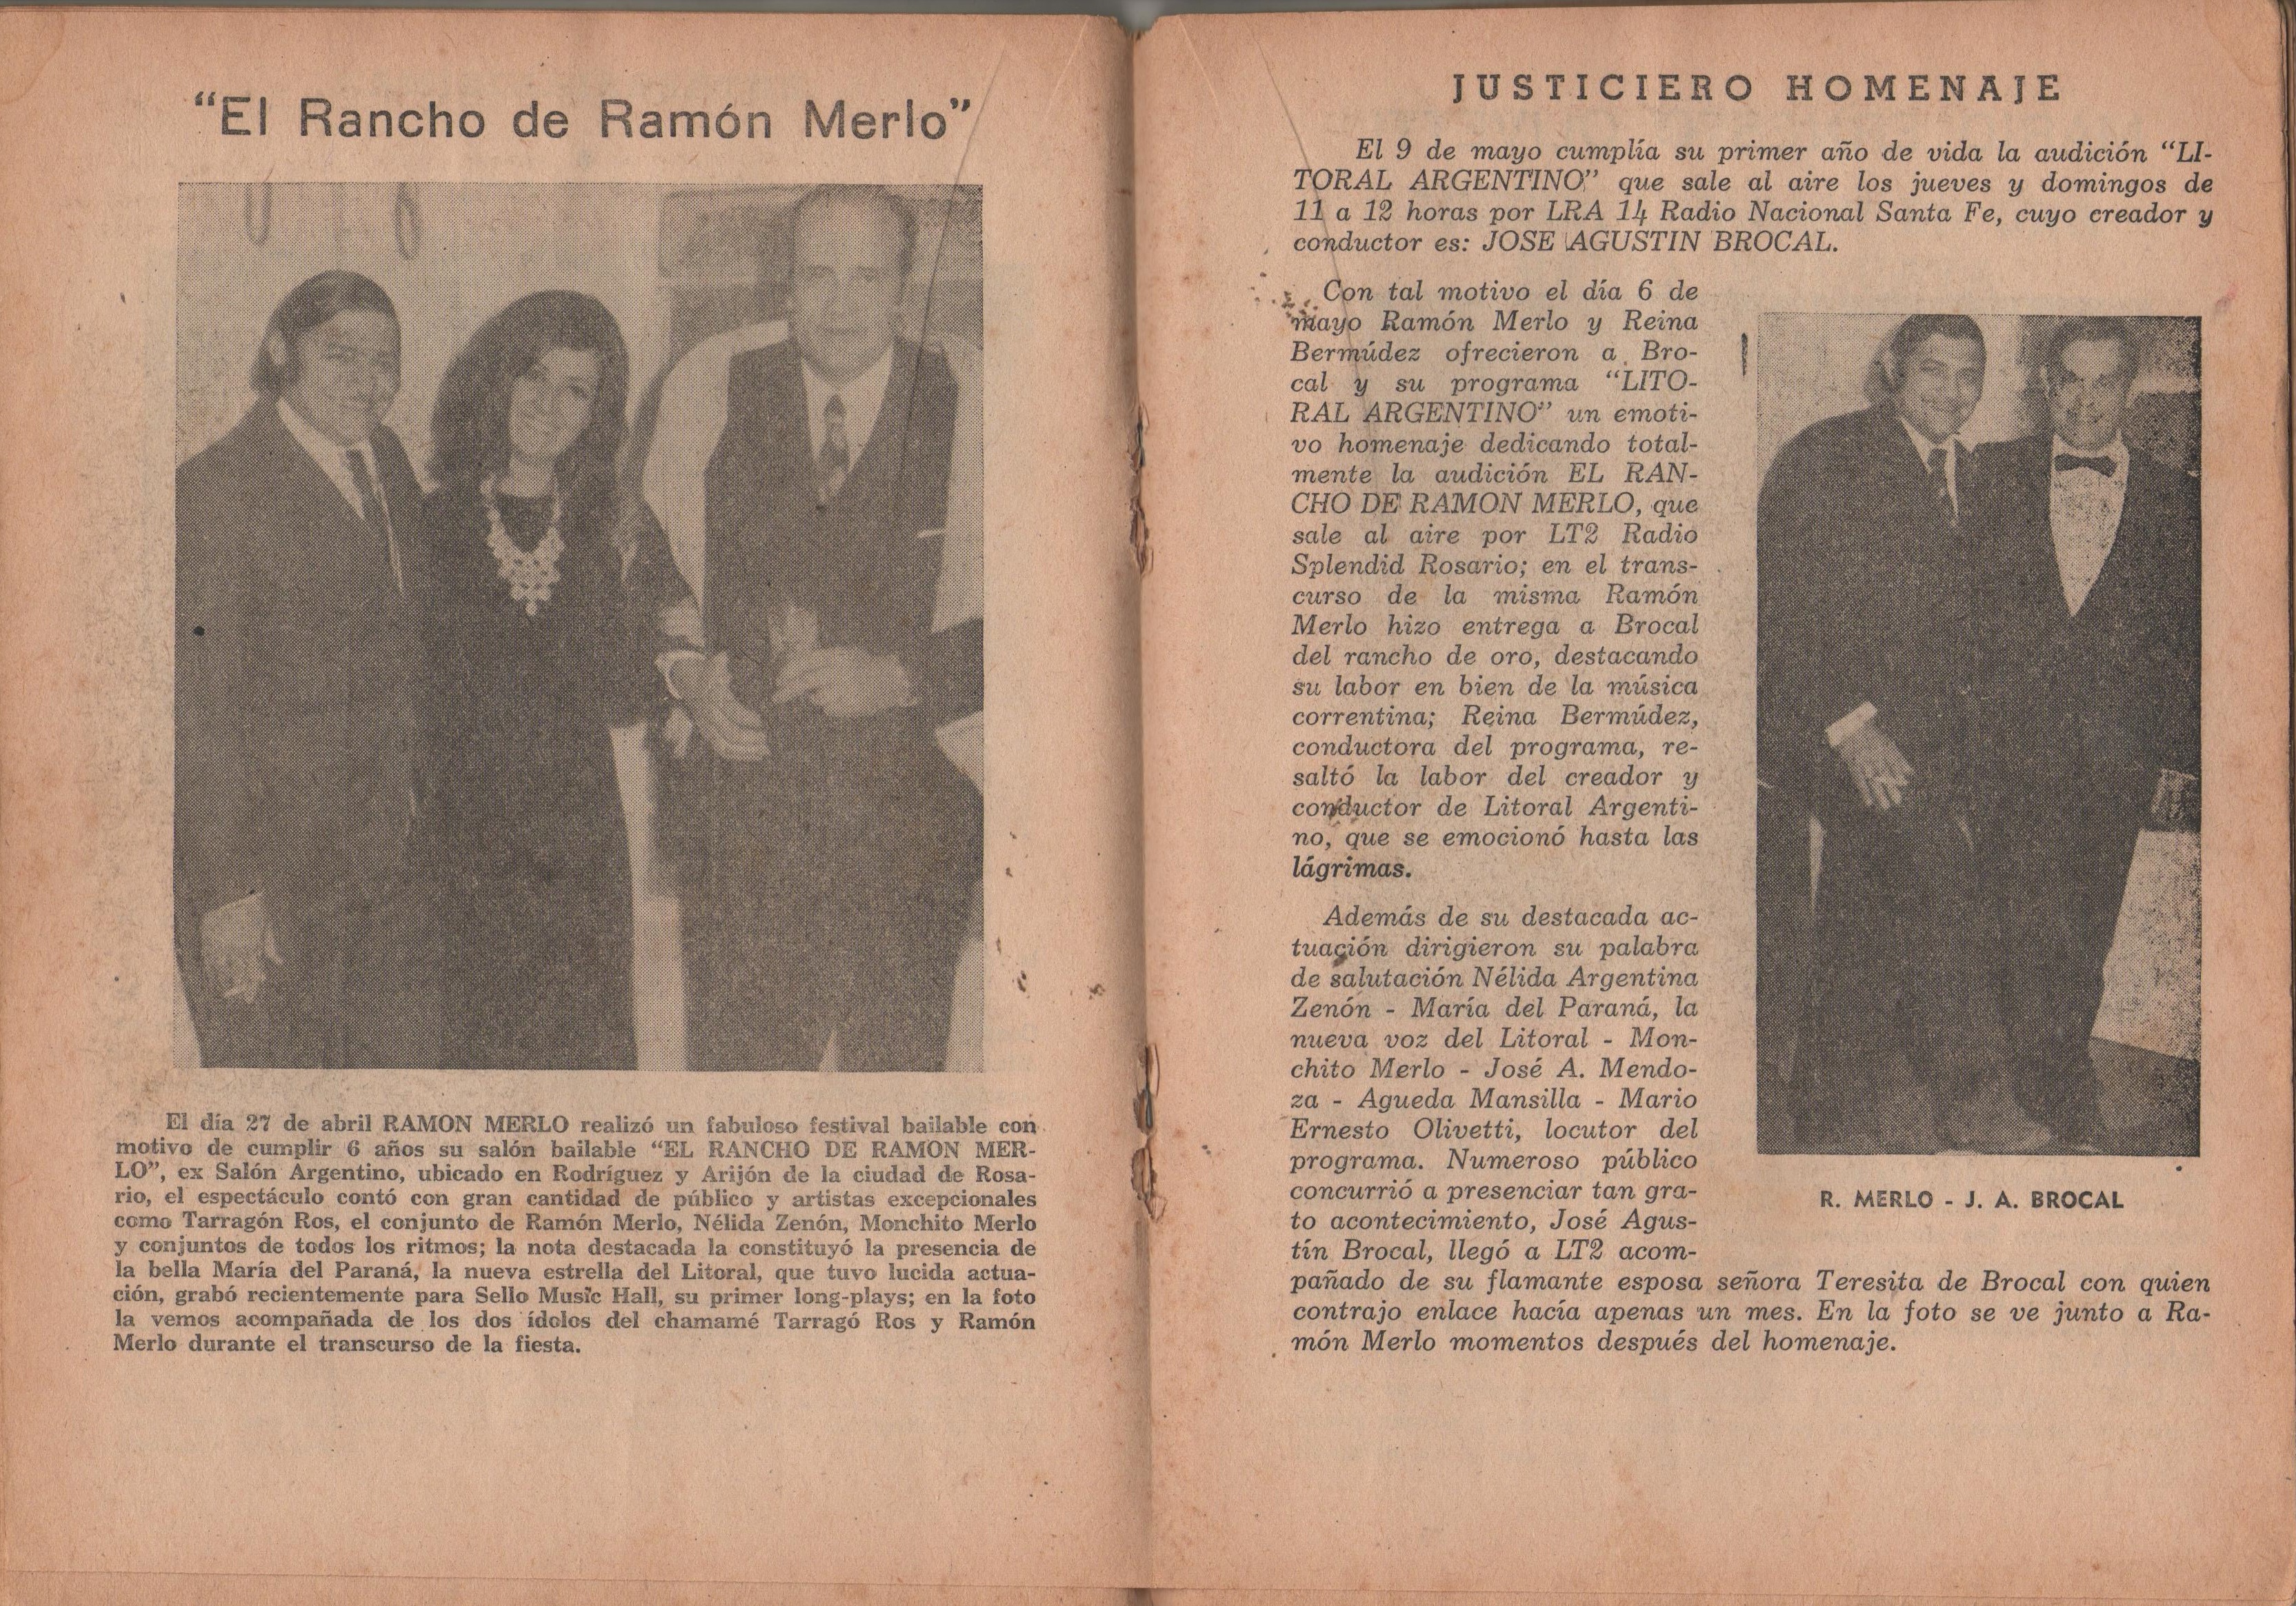 “El Rancho de Ramón Merlo”
El día 27 de abril RAMON MERLO realizó un fabuloso festival bailable con
motivo de cumplir 6 años su salón bailable “EL RANCHO DE RAMON MER-
LO”, ex Salón Argentino, ubicado en Rodríguez y Arijón de la ciudad de Rosa-
rio, el espectáculo contó con gran cantidad de público y artistas excepcionales
como Tarragón Ros, el conjunto de Ramón Merlo, Nélida Zenón, Monchito Merlo
y conjuntos de todos los ritmos; la nota destacada la constituyó la presencia de
la bella María del Paraná, la nueva estrella del Litoral, que tuvo lucida actua-
ción, grabó recientemente para Sello Music Hall, su primer long-plays; en la foto
la vemos acompañada de los dos ídolos del chamamé Tarragó Ros y Ramón
Merlo durante el transcurso de la fiesta.
JUSTICIERO HOMENAJE
El 9 de mayo cumplía su primer año de vida la audición “LI-
TORAL ARGENTINO” que sale al aire los jueves y domingos de
11 a 12 horas por LRA 14 Radio Nacional Santa Fe, cuyo creador y
conductor es: JOSE AGUSTIN BROCAL.
Con tal motivo el día 6 de
mayo Ramón Merlo y Reina
Bermúdez ofrecieron a Bro-
cal y su programa “LITO-
RAL ARGENTINO” un emoti-
vo homenaje dedicando total-
mente la audición EL RAN-
CHO DE RAMON MERLO, que
sale al aire por LT2 Radio
Splendid Rosario; en el trans-
curso de la misma Ramón
Merlo hizo entrega a Brocal
del rancho de oro, destacando
su labor en bien de la música
correntina; Reina Bermúdez,
conductora del programa, re-
saltó la labor del creador y
conductor de Litoral Argenti-
no, que se emocionó hasta las
lágrimas.
Además de su destacada ac-
tuación dirigieron su palabra
de salutación Nélida Argentina
Zenón - María del Paraná, la
nueva voz del Litoral - Mon-
chito Merlo - José A. Mendo-
za - Agueda Mansilla - Mario
Ernesto Olivetti, locutor del
programa. Numeroso público
concurrió a presenciar tan gra-
to acontecimiento, José Agus-
tín Brocal, llegó a LT2 acom-
pañado de su flamante esposa señora Teresita de Brocal con quien
contrajo enlace hacía apenas un mes. En la foto se ve junto a Ra-
món Merlo momentos después del homenaje.
R. MERLO - J. A. BROCAL